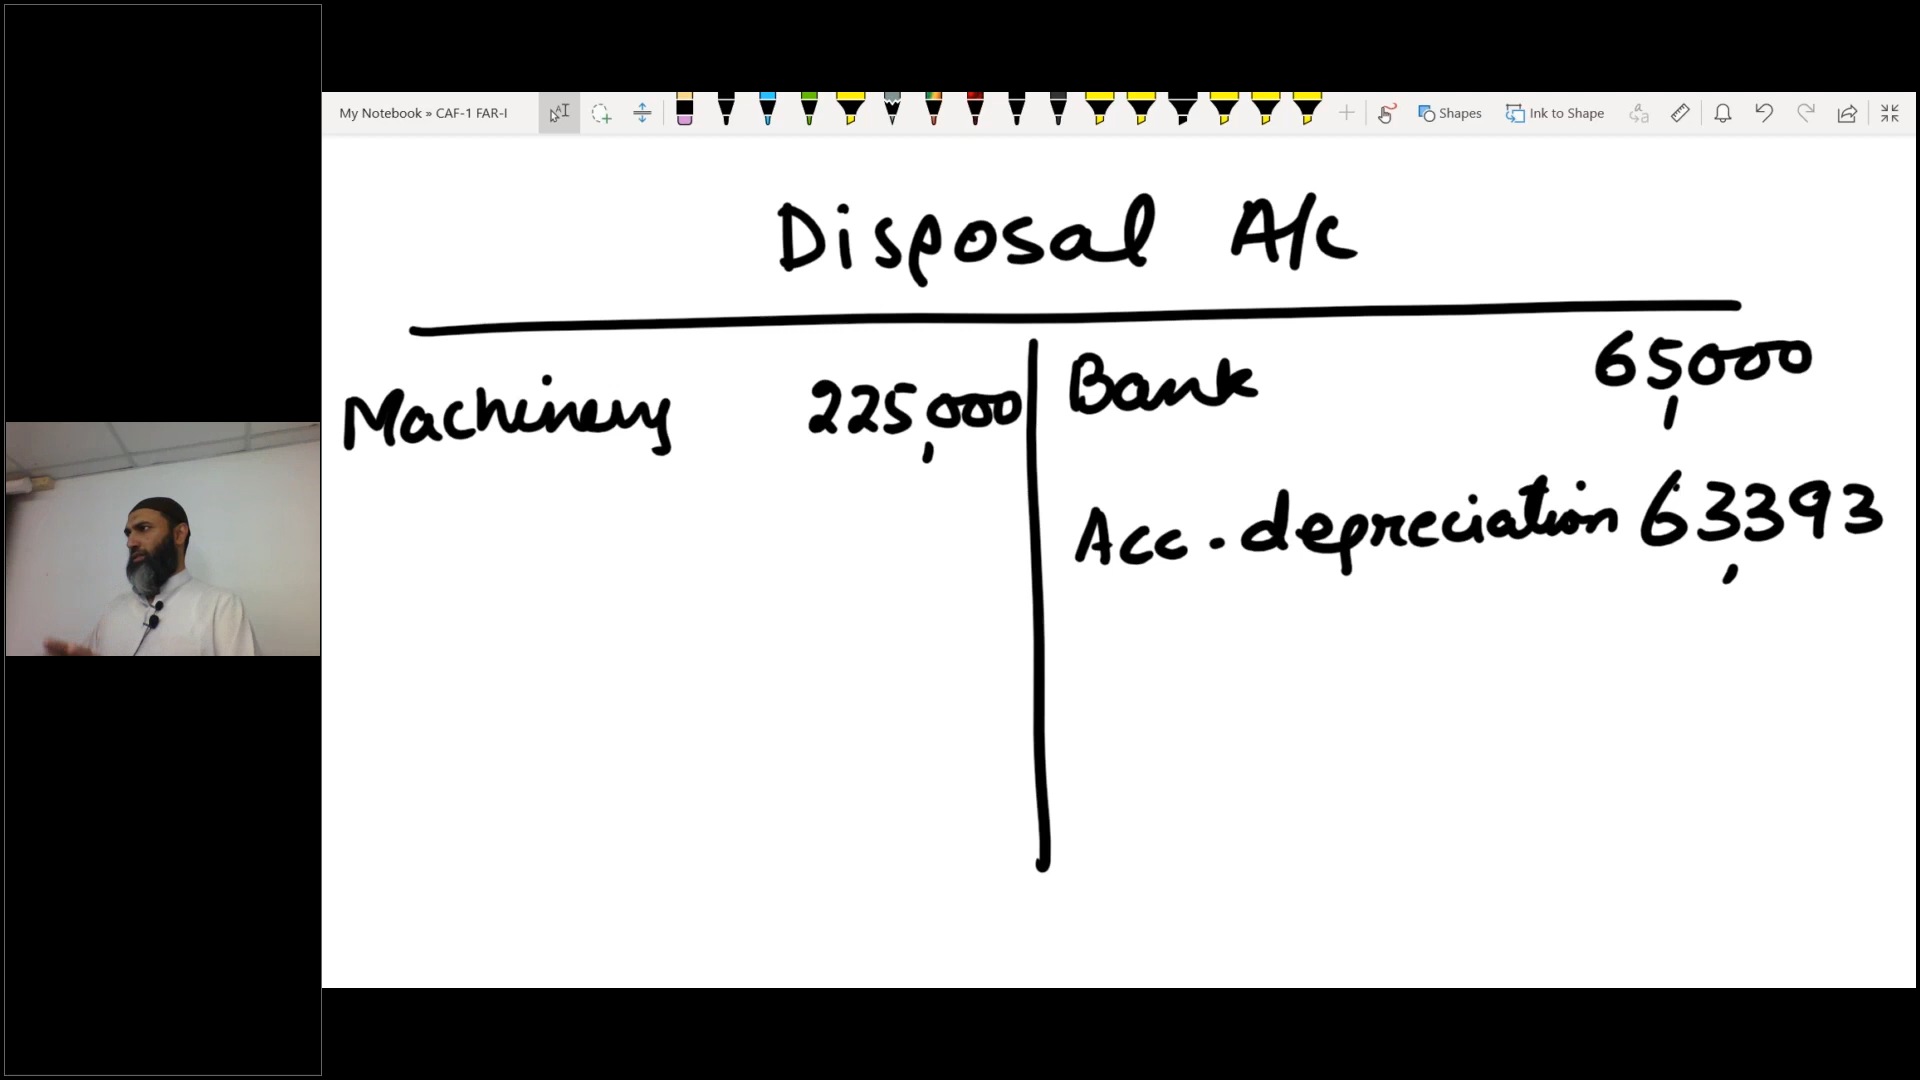 My Notebook » CAF-1 FAR-I
Shapes
Ink to Shape
Disposal A/c
Machinery 225,000
Bank 65,000
Acc. depreciation 63,393